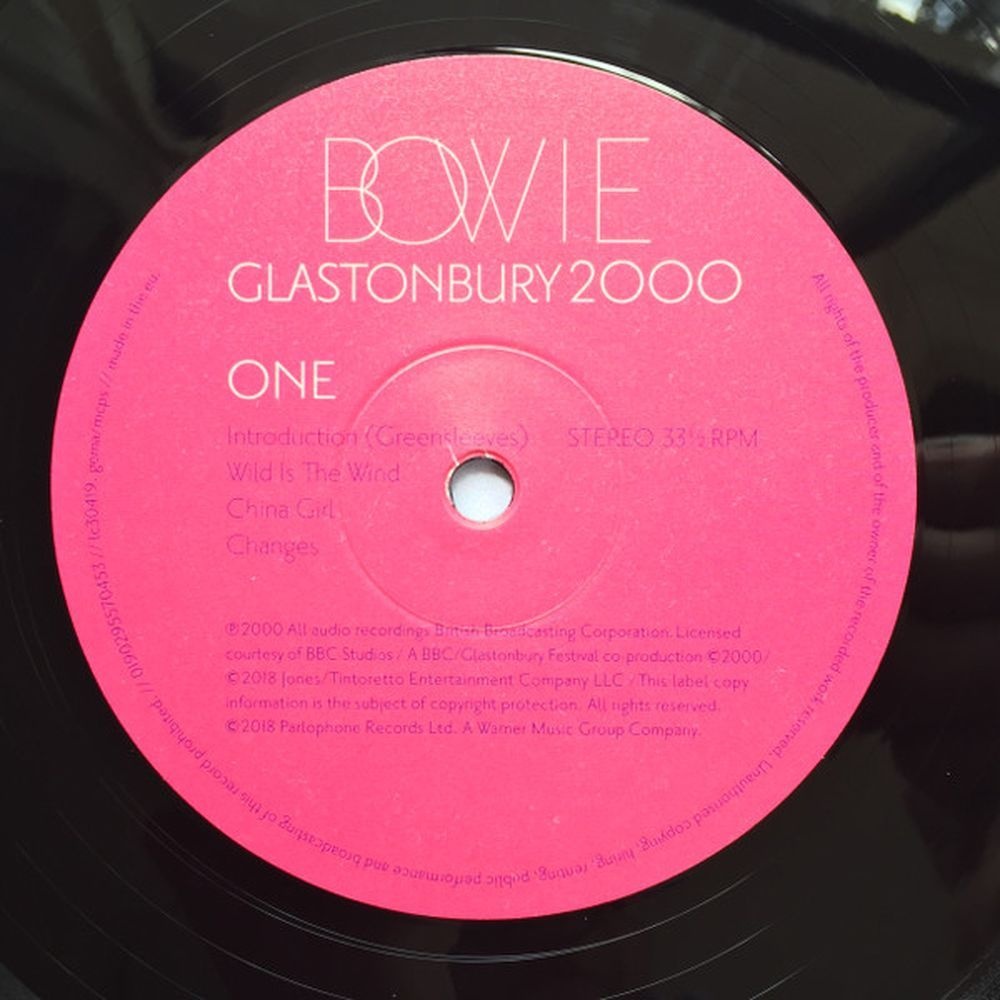 BOWIE
GLASTONBURY 2000
ONE
Introduction (Greensleeves) STEREO 33⅓ RPM
Wild Is The Wind
China Girl
Changes
℗2000 All audio recordings British Broadcasting Corporation. Licensed
courtesy of BBC Studios / A BBC/Glastonbury Festival co-production ©2000/
©2018 Jones/Tintoretto Entertainment Company LLC / This label copy
information is the subject of copyright protection. All rights reserved.
©2018 Parlophone Records Ltd. A Warner Music Group Company.
All rights of the producer and of the owner of the recorded work reserved. Unauthorised copying, hiring, renting, public performance and broadcasting of this record prohibited. // 0190295570453 // lc30419. gema/mcps // made in the eu.